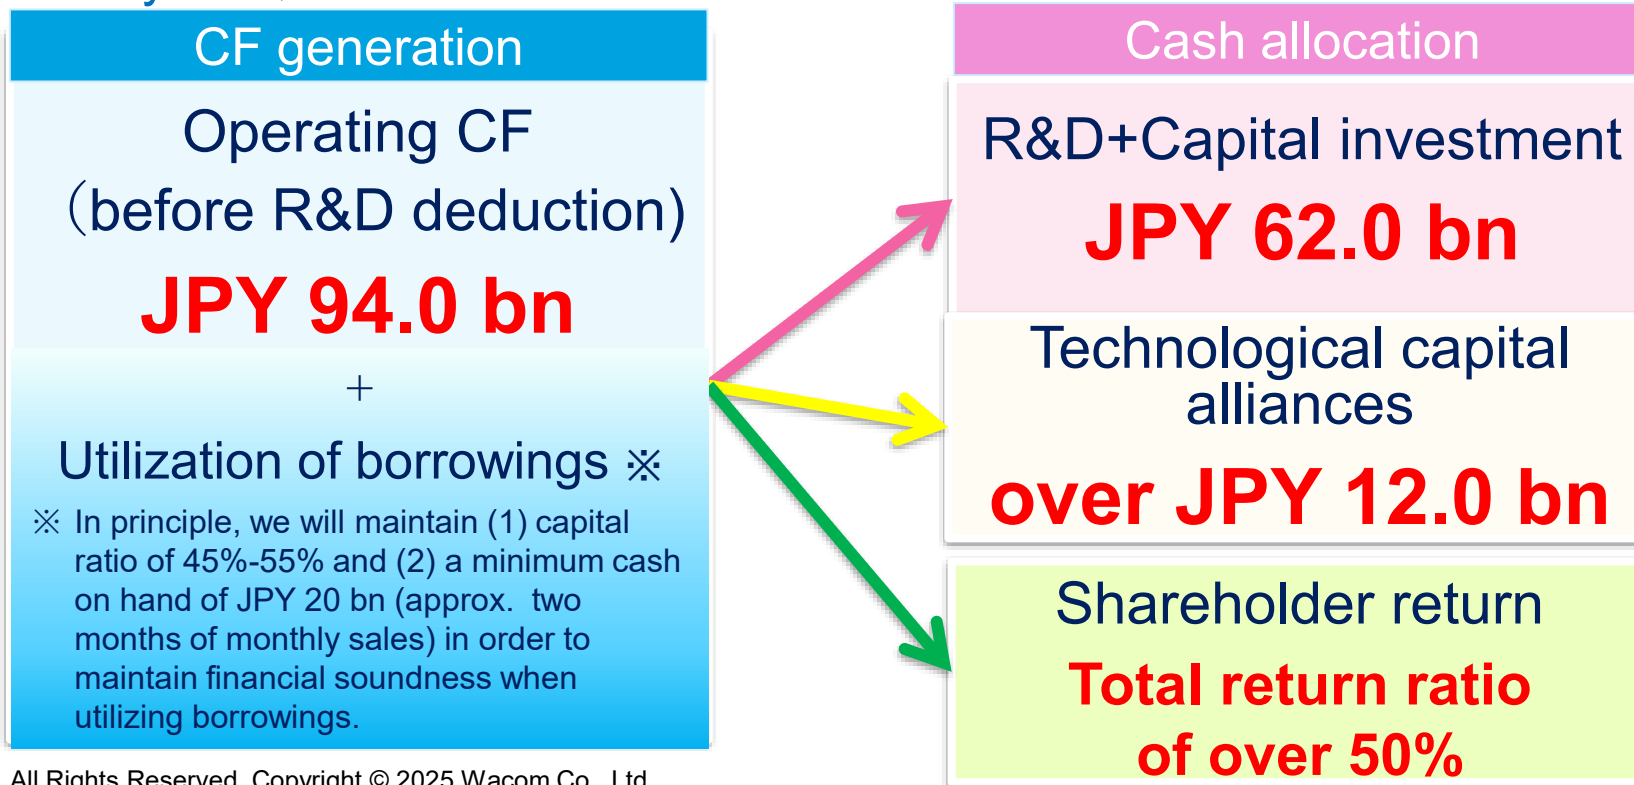 CF generation
Operating CF
（before R&D deduction)
JPY 94.0 bn
+
Utilization of borrowings ※
※ In principle, we will maintain (1) capital
ratio of 45%-55% and (2) a minimum cash
on hand of JPY 20 bn (approx. two
months of monthly sales) in order to
maintain financial soundness when
utilizing borrowings.
Cash allocation
R&D+Capital investment
JPY 62.0 bn
Technological capital
alliances
over JPY 12.0 bn
Shareholder return
Total return ratio
of over 50%
All Rights Reserved. Copyright © 2025 Wacom Co., Ltd.